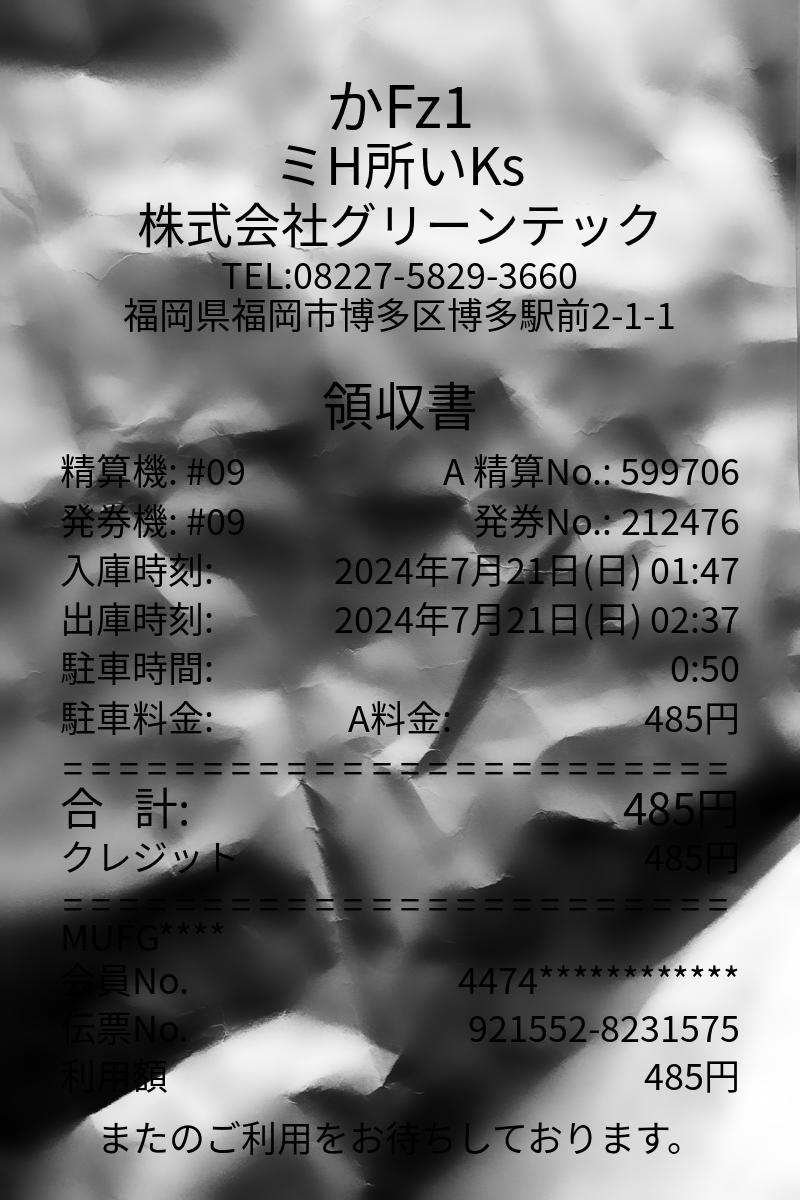 かFz1
ミH所いKs
株式会社グリーンテック
TEL:08227-5829-3660
福岡県福岡市博多区博多駅前2-1-1
領収書
精算機: #09 A 精算No.: 599706
発券機: #09 発券No.: 212476
入庫時刻: 2024年7月21日(日) 01:47
出庫時刻: 2024年7月21日(日) 02:37
駐車時間: 0:50
駐車料金: A料金: 485円
========================
合 計: 485円
クレジット 485円
========================
MUFG****
会員No. 4474************
伝票No. 921552-8231575
利用額 485円
またのご利用をお待ちしております。